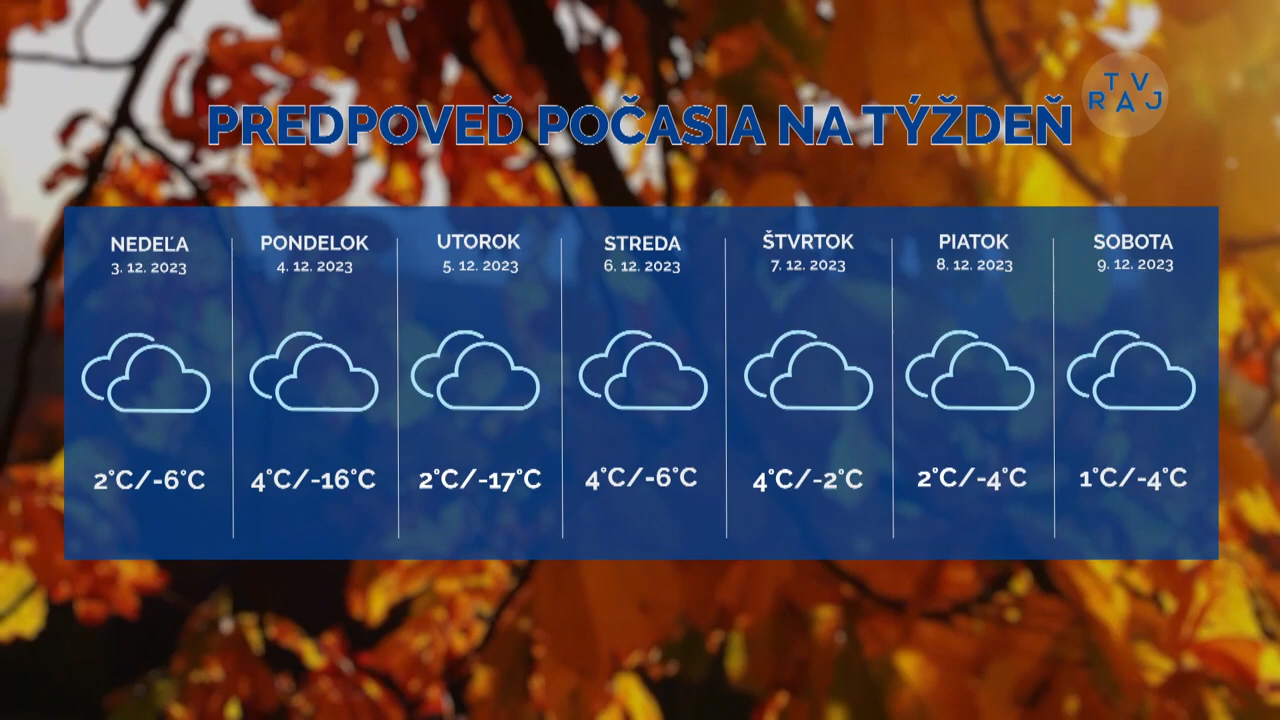 TV
RAJ
PREDPOVEĎ POČASIA NA TÝŽDEŇ
NEDEĽA
3. 12. 2023
2°C/-6°C
PONDELOK
4. 12. 2023
4°C/-16°C
UTOROK
5. 12. 2023
2°C/-17°C
STREDA
6. 12. 2023
4°C/-6°C
ŠTVRTOK
7. 12. 2023
4°C/-2°C
PIATOK
8. 12. 2023
2°C/-4°C
SOBOTA
9. 12. 2023
1°C/-4°C